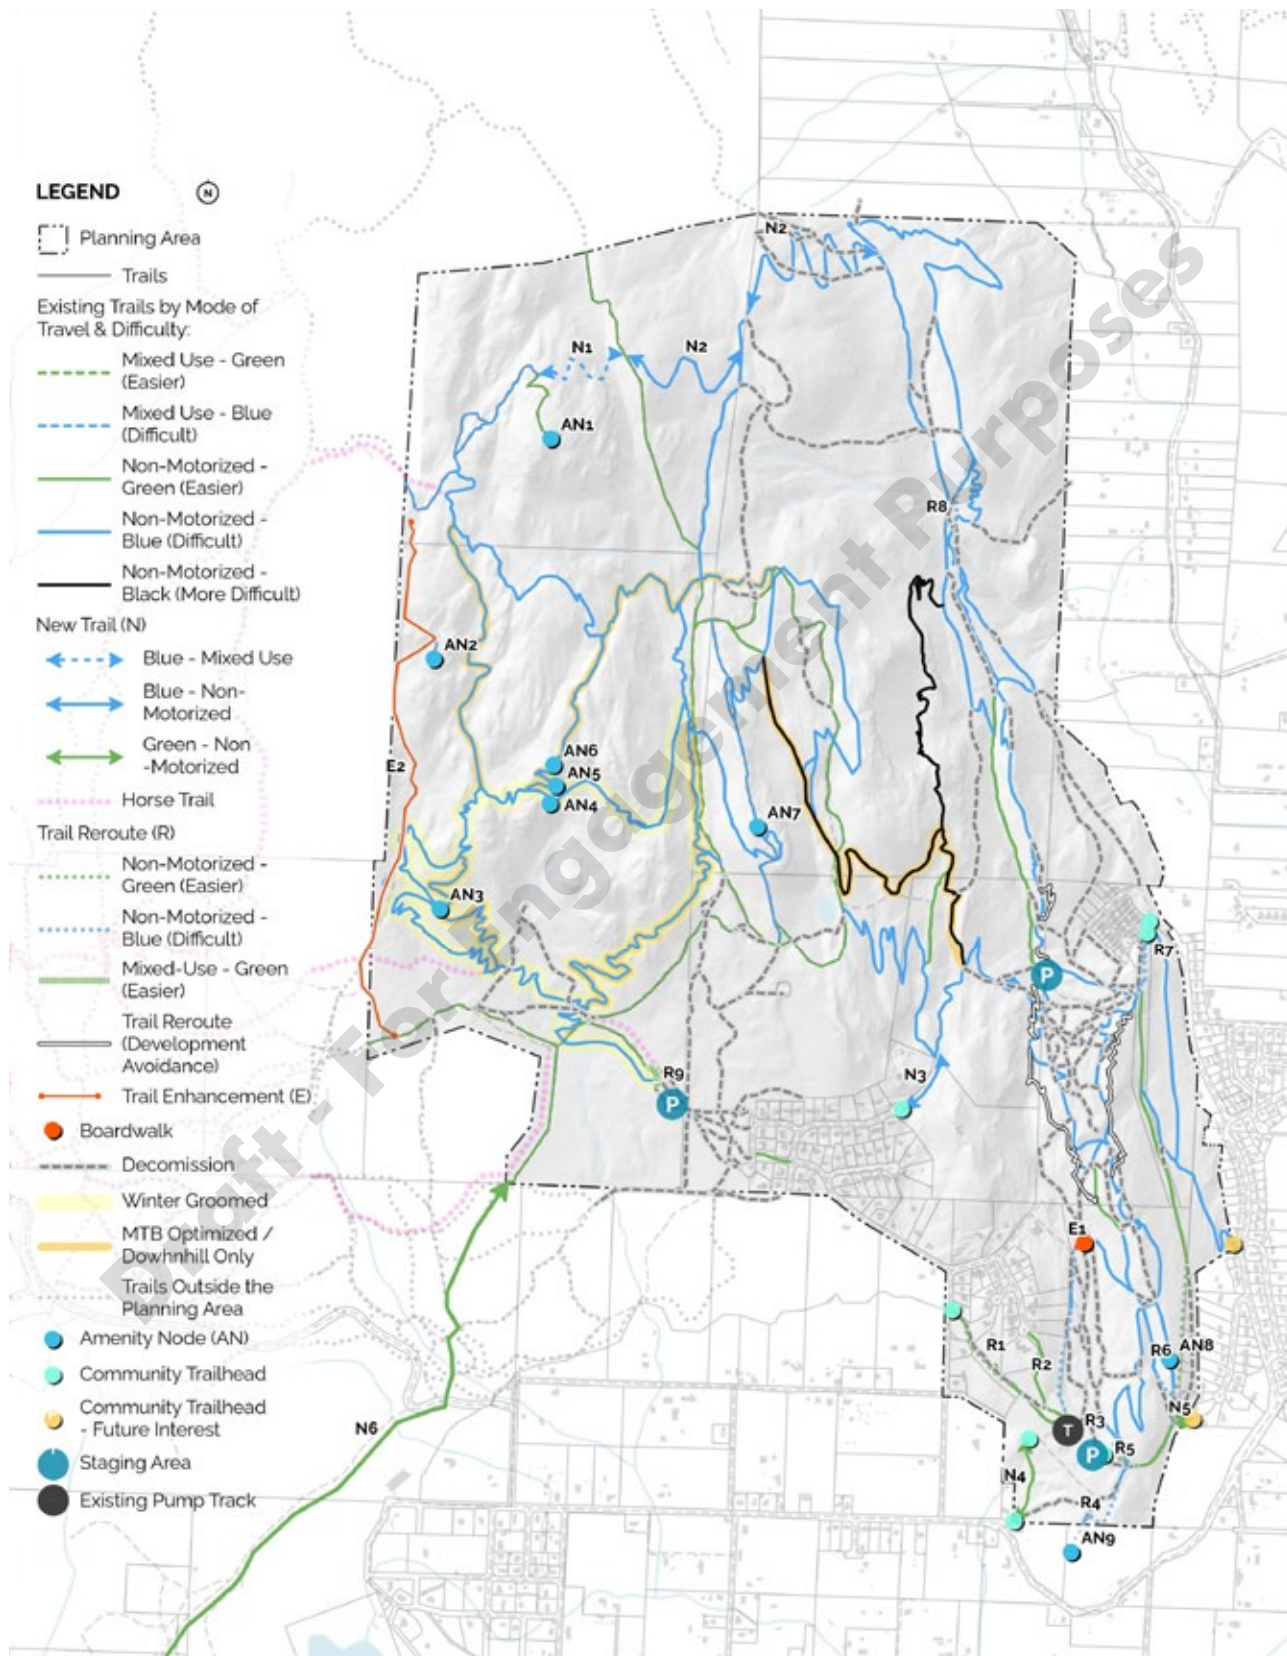 LEGEND
N
Planning Area
Trails
Existing Trails by Mode of
Travel & Difficulty:
Mixed Use - Green
(Easier)
Mixed Use - Blue
(Difficult)
Non-Motorized -
Green (Easier)
Non-Motorized -
Blue (Difficult)
Non-Motorized -
Black (More Difficult)
New Trail (N)
Blue - Mixed Use
Blue - Non-
Motorized
Green - Non
-Motorized
Horse Trail
Trail Reroute (R)
Non-Motorized -
Green (Easier)
Non-Motorized -
Blue (Difficult)
Mixed-Use - Green
(Easier)
Trail Reroute
(Development
Avoidance)
Trail Enhancement (E)
Boardwalk
Decomission
Winter Groomed
MTB Optimized /
Dowhnhill Only
Trails Outside the
Planning Area
Amenity Node (AN)
Community Trailhead
Community Trailhead
- Future Interest
Staging Area
Existing Pump Track
Draft - For Engagement Purposes
N2
N1
N2
AN1
R8
AN2
AN6
E2
AN5
AN4
AN7
AN3
R7
P
R9
N3
P
E1
R1
R2
R6
AN8
N6
N5
T
R3
P
R5
N4
R4
AN9